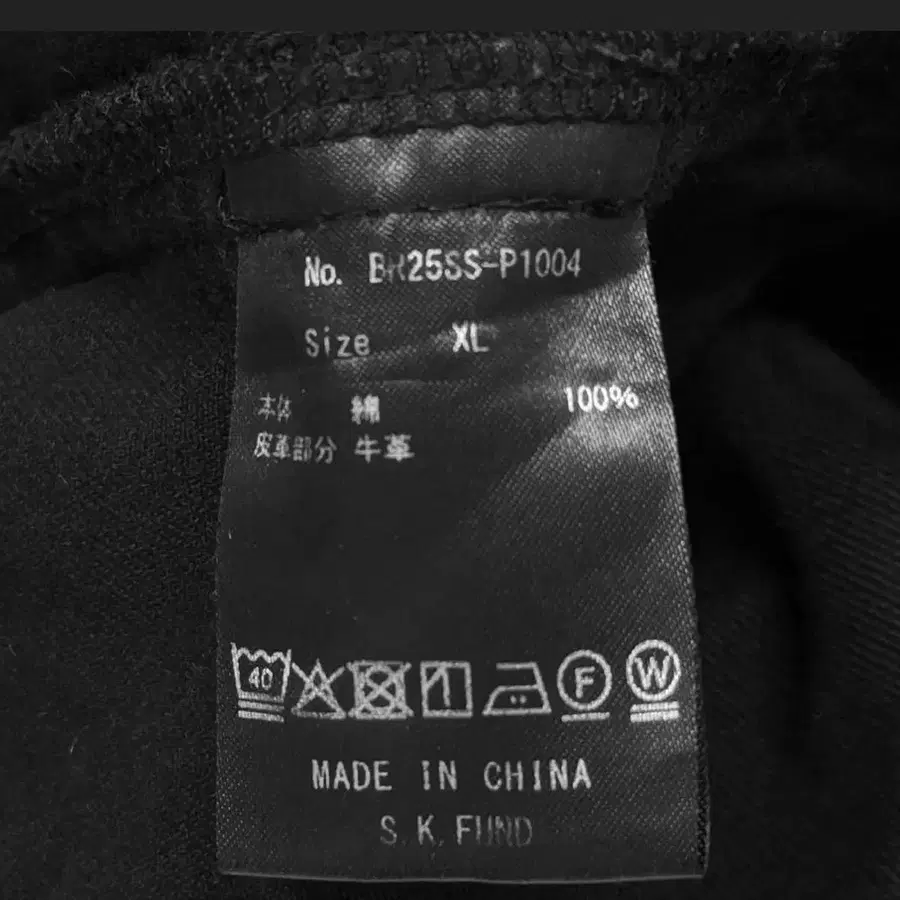 No. BR25SS-P1004
Size XL
本体 綿 100%
皮革部分 牛革
40 F W
MADE IN CHINA
S.K.FUND